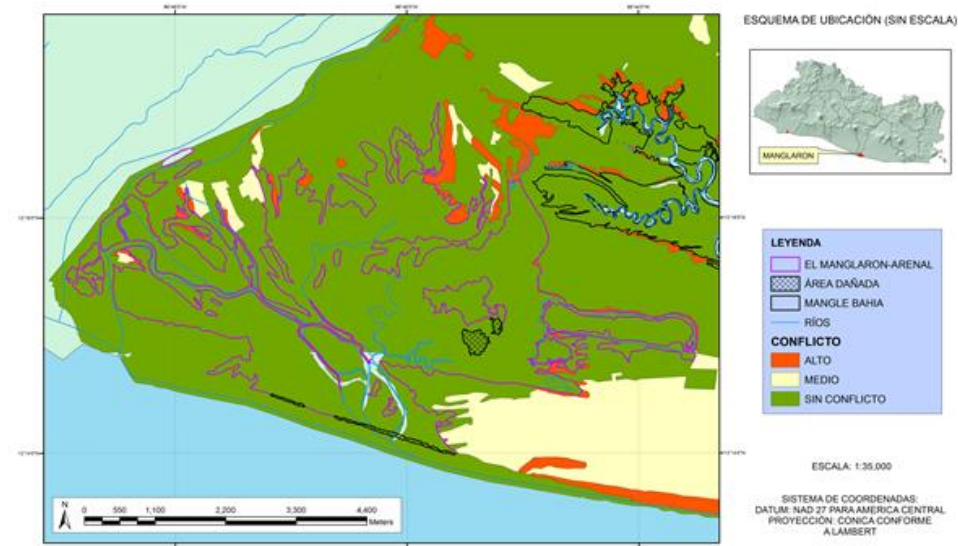 ESQUEMA DE UBICACIÓN (SIN ESCALA)
MANGLARON
LEYENDA
EL MANGLARON-ARENAL
ÁREA DAÑADA
MANGLE BAHIA
RÍOS
CONFLICTO
ALTO
MEDIO
SIN CONFLICTO
ESCALA: 1:35,000
SISTEMA DE COORDENADAS:
DATUM: NAD 27 PARA AMERICA CENTRAL
PROYECCIÓN: CONICA CONFORME
A LAMBERT
N
0 550 1,100 2,200 3,300 4,400
Meters